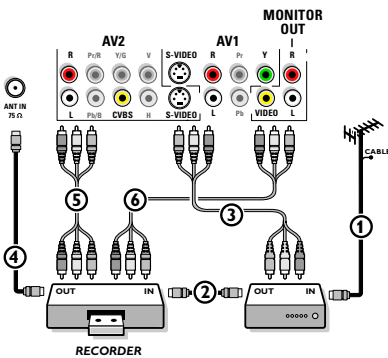 MONITOR
OUT
AV2
AV1
R Pr/R Y/G V S-VIDEO R Pr Y R
ANT IN
75 Ω
L Pb/B CVBS H S-VIDEO L Pb VIDEO L
CABLE
5 6 3 1
4
2
OUT IN
OUT IN
RECORDER